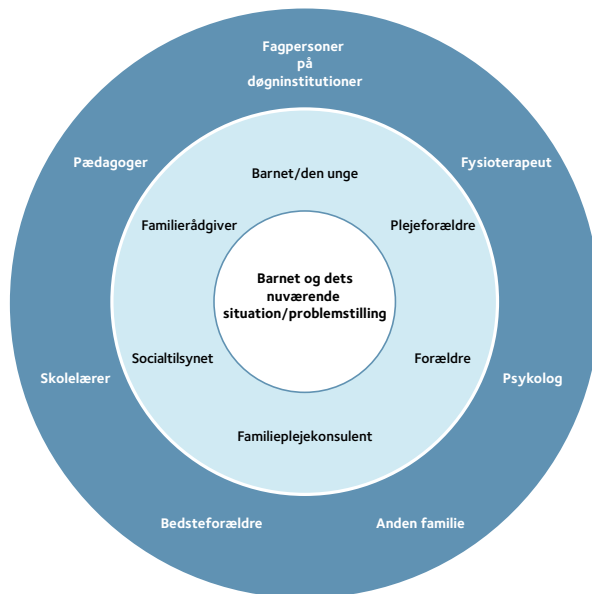 Fagpersoner
på
døgninstitutioner
Pædagoger
Fysioterapeut
Barnet/den unge
Familierådgiver
Plejeforældre
Barnet og dets
nuværende
situation/problemstilling
Socialtilsynet
Forældre
Skolelærer
Psykolog
Familieplejekonsulent
Bedsteforældre
Anden familie